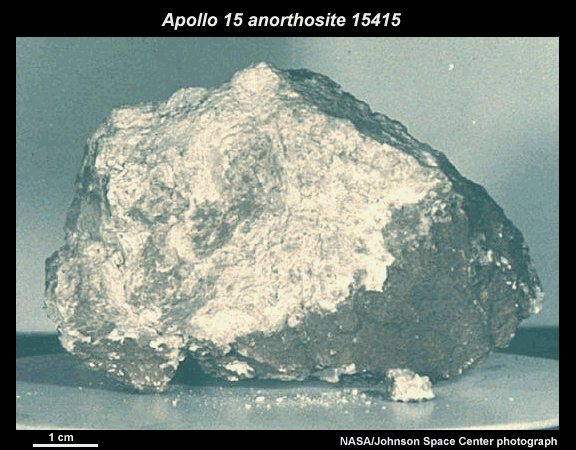 Apollo 15 anorthosite 15415
1 cm
NASA/Johnson Space Center photograph